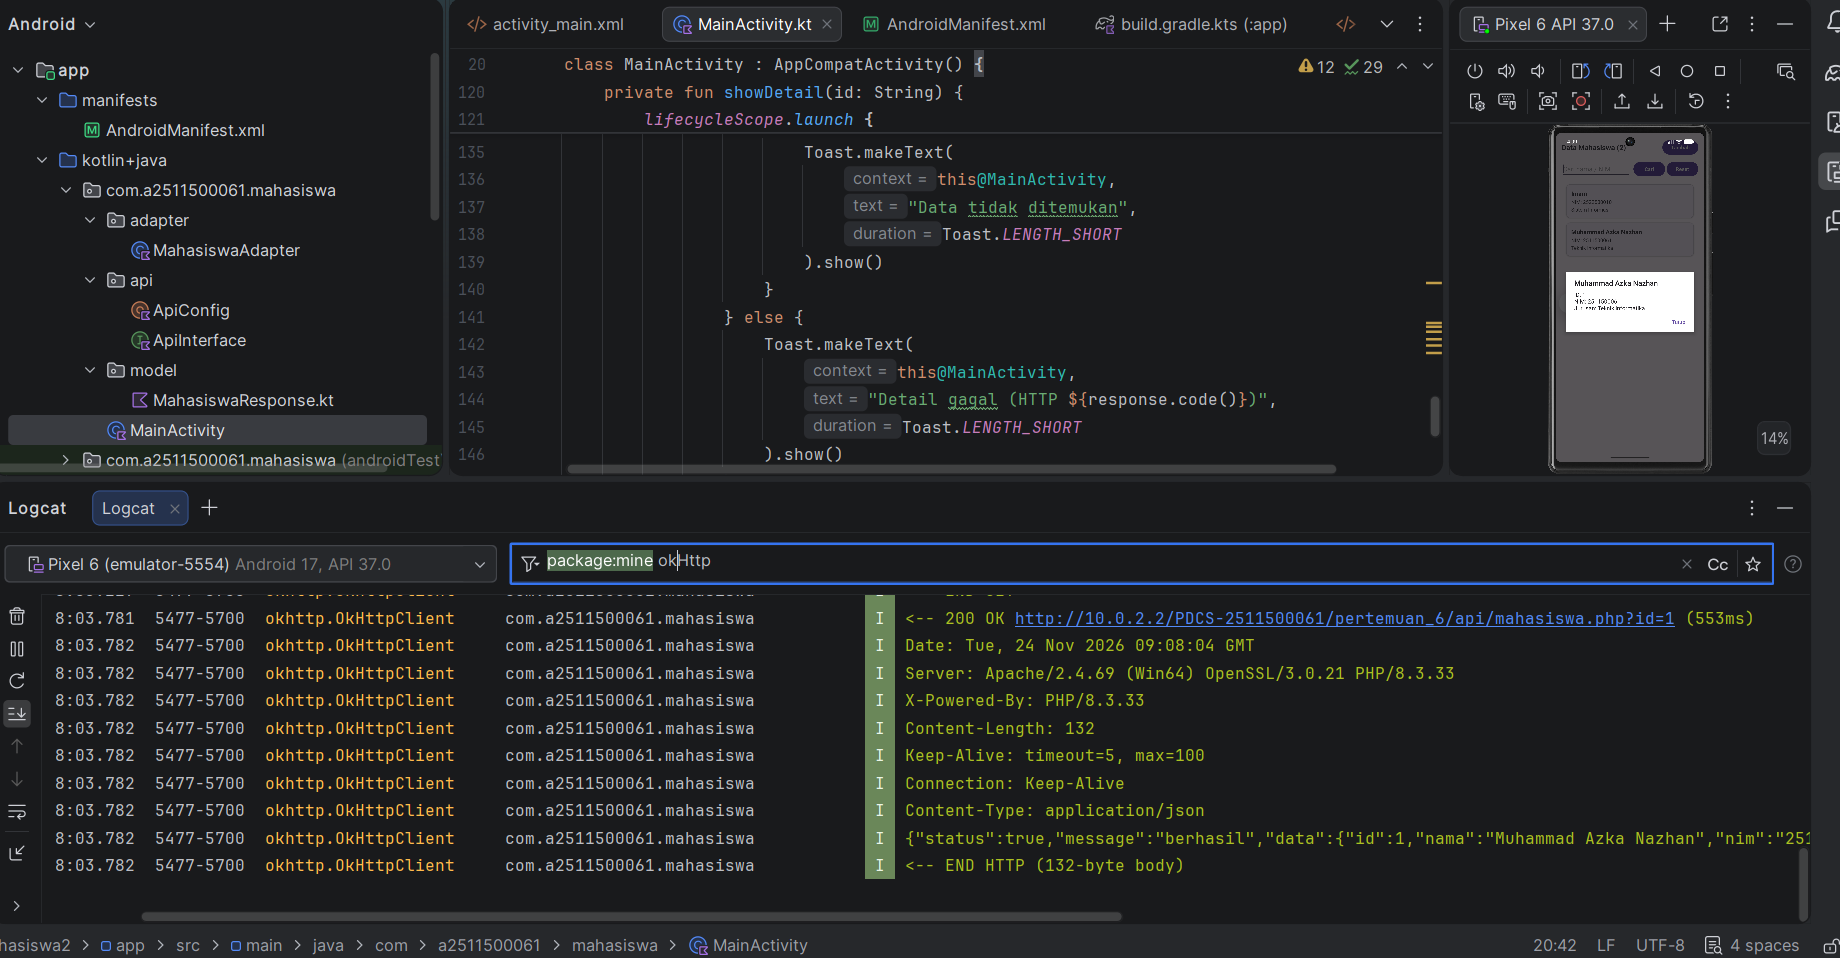 Android
activity_main.xml
MainActivity.kt
AndroidManifest.xml
build.gradle.kts (:app)
Pixel 6 API 37.0
app
manifests
AndroidManifest.xml
kotlin+java
com.a2511500061.mahasiswa
adapter
MahasiswaAdapter
api
ApiConfig
ApiInterface
model
MahasiswaResponse.kt
MainActivity
com.a2511500061.mahasiswa (androidTest
12 29
20 class MainActivity : AppCompatActivity() {
120 private fun showDetail(id: String) {
121 lifecycleScope.launch {
135 Toast.makeText(
136 context = this@MainActivity,
137 text = "Data tidak ditemukan",
138 duration = Toast.LENGTH_SHORT
139 ).show()
140 }
141 } else {
142 Toast.makeText(
143 context = this@MainActivity,
144 text = "Detail gagal (HTTP ${response.code()})",
145 duration = Toast.LENGTH_SHORT
146 ).show()
Data Mahasiswa (2)
Muhammad Azka Nazhan
Muhammad Azka Nazhan
Tutup
14%
Logcat
Logcat
Pixel 6 (emulator-5554) Android 17, API 37.0
package:mine okHttp
Cc
8:03.781 5477-5700 okhttp.OkHttpClient com.a2511500061.mahasiswa I <-- 200 OK http://10.0.2.2/PDCS-2511500061/pertemuan_6/api/mahasiswa.php?id=1 (553ms)
8:03.782 5477-5700 okhttp.OkHttpClient com.a2511500061.mahasiswa I Date: Tue, 24 Nov 2026 09:08:04 GMT
8:03.782 5477-5700 okhttp.OkHttpClient com.a2511500061.mahasiswa I Server: Apache/2.4.69 (Win64) OpenSSL/3.0.21 PHP/8.3.33
8:03.782 5477-5700 okhttp.OkHttpClient com.a2511500061.mahasiswa I X-Powered-By: PHP/8.3.33
8:03.782 5477-5700 okhttp.OkHttpClient com.a2511500061.mahasiswa I Content-Length: 132
8:03.782 5477-5700 okhttp.OkHttpClient com.a2511500061.mahasiswa I Keep-Alive: timeout=5, max=100
8:03.782 5477-5700 okhttp.OkHttpClient com.a2511500061.mahasiswa I Connection: Keep-Alive
8:03.782 5477-5700 okhttp.OkHttpClient com.a2511500061.mahasiswa I Content-Type: application/json
8:03.782 5477-5700 okhttp.OkHttpClient com.a2511500061.mahasiswa I {"status":true,"message":"berhasil","data":{"id":1,"nama":"Muhammad Azka Nazhan","nim":"251
8:03.782 5477-5700 okhttp.OkHttpClient com.a2511500061.mahasiswa I <-- END HTTP (132-byte body)
hasiswa2 > app > src > main > java > com > a2511500061 > mahasiswa > MainActivity
20:42 LF UTF-8 4 spaces